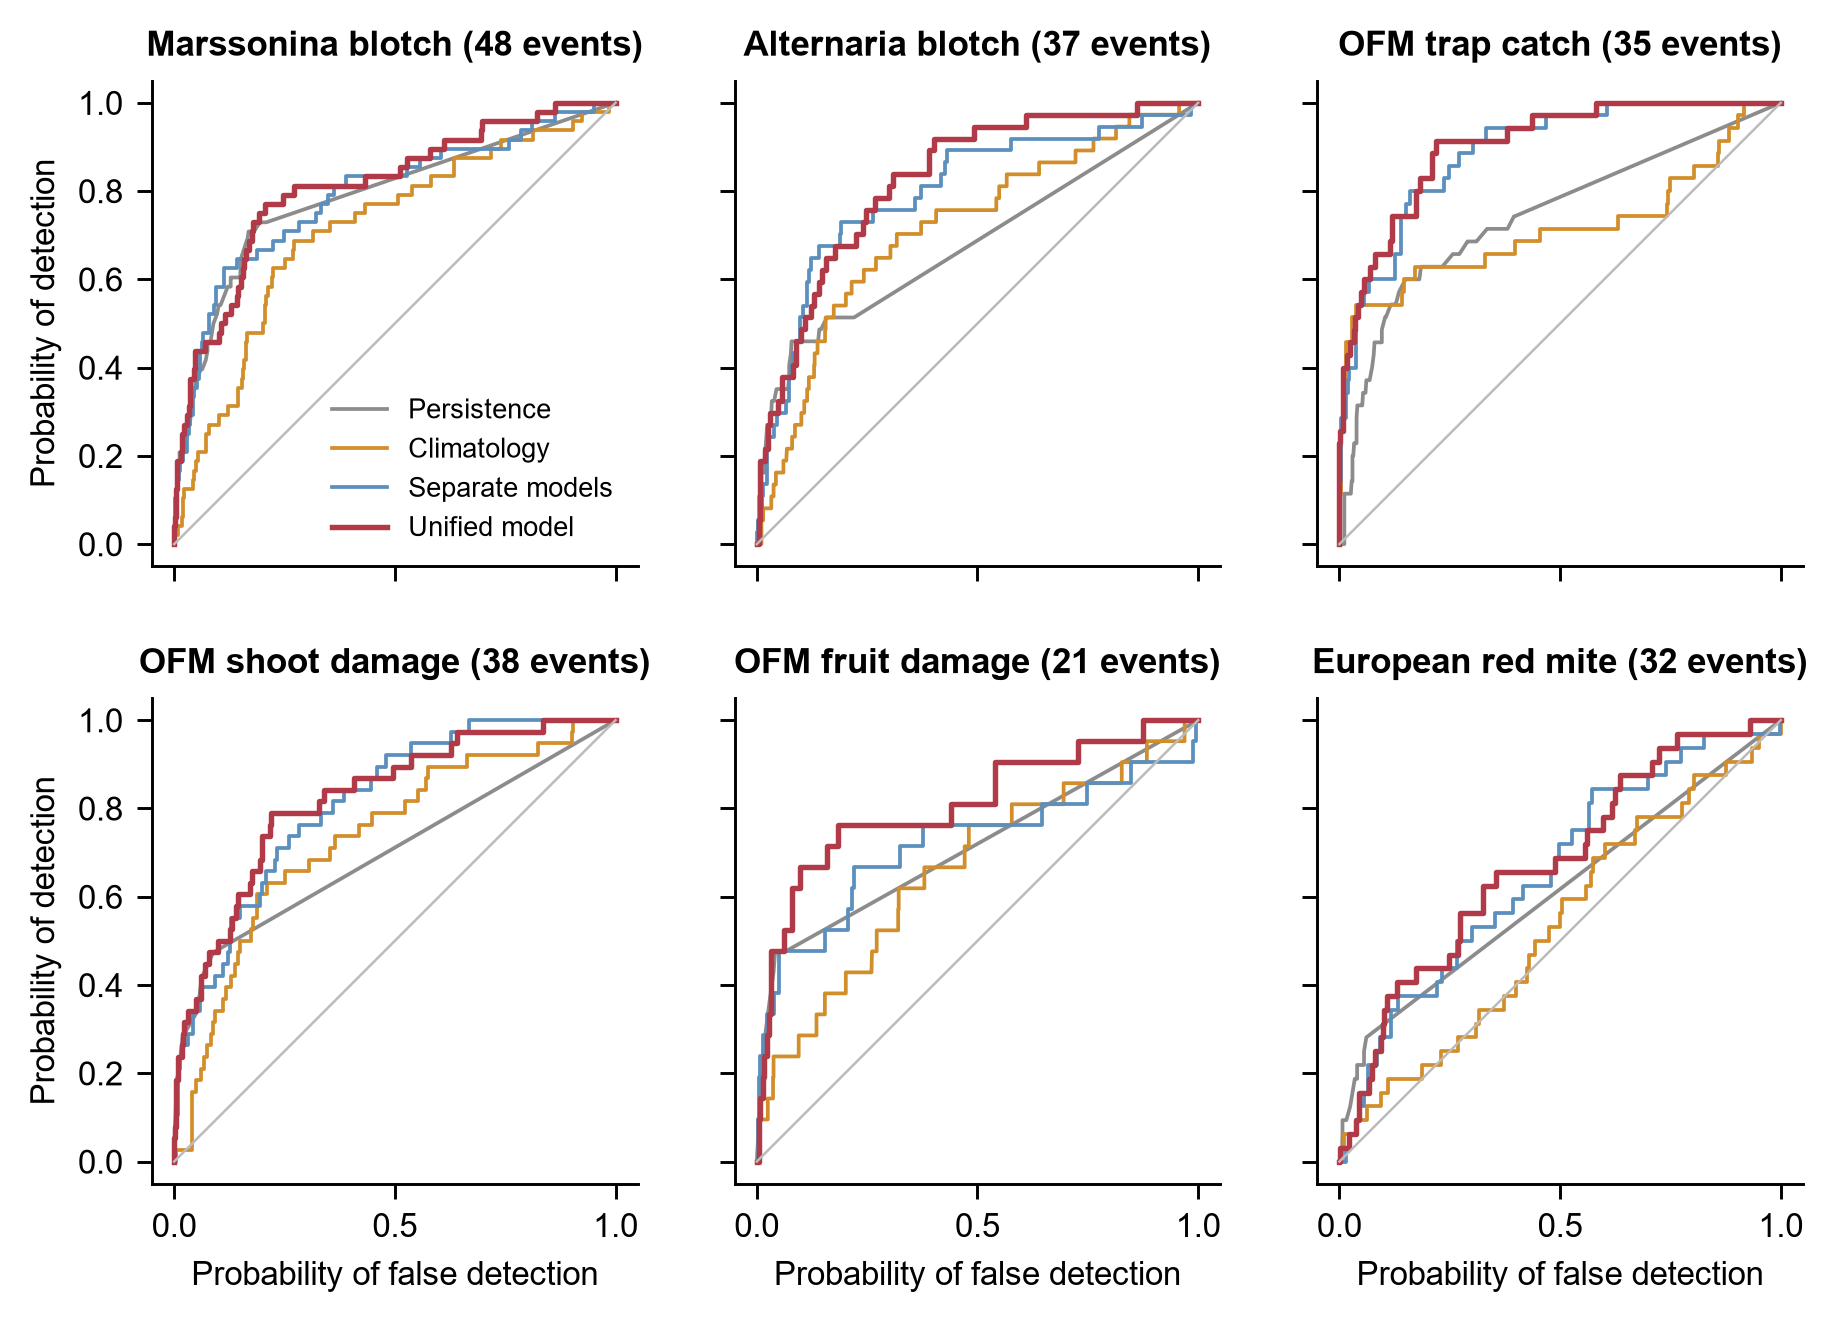 Marssonina blotch (48 events)
Alternaria blotch (37 events)
OFM trap catch (35 events)
Probability of detection
1.0
0.8
0.6
0.4
0.2
0.0
Persistence
Climatology
Separate models
Unified model
OFM shoot damage (38 events)
OFM fruit damage (21 events)
European red mite (32 events)
Probability of detection
1.0
0.8
0.6
0.4
0.2
0.0
0.0 0.5 1.0
0.0 0.5 1.0
0.0 0.5 1.0
Probability of false detection
Probability of false detection
Probability of false detection